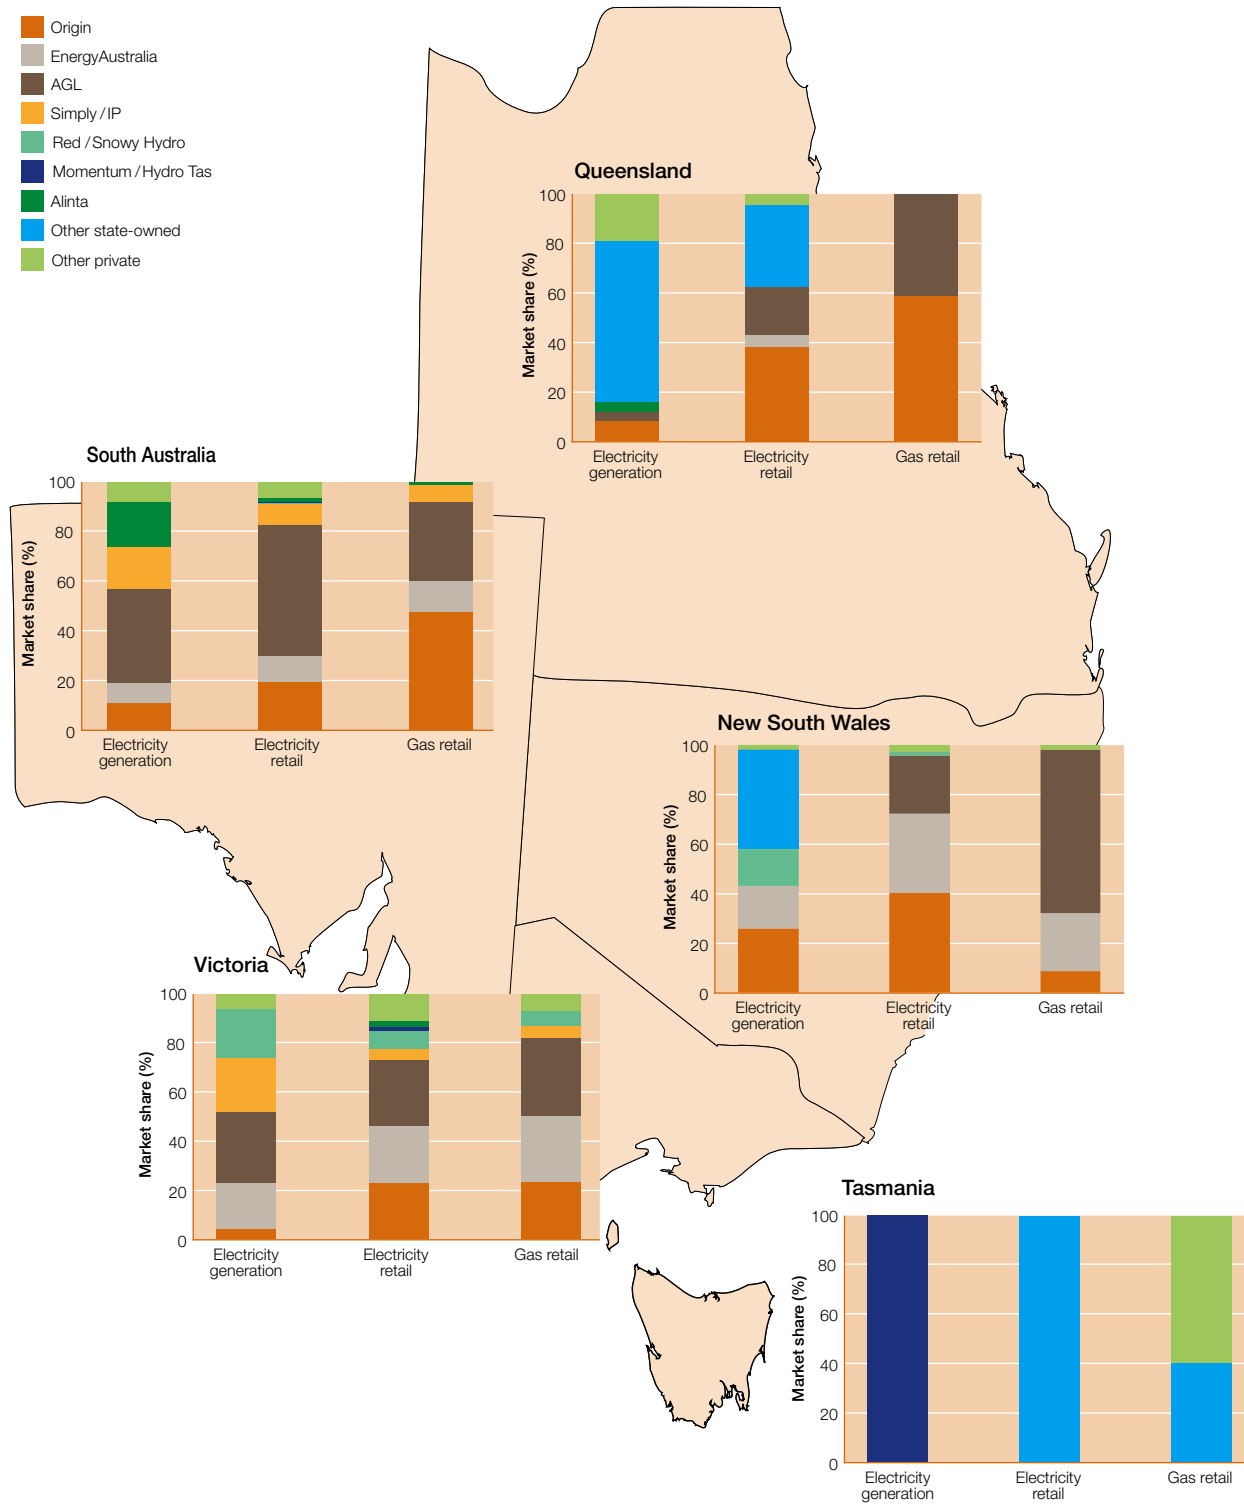 Origin
EnergyAustralia
AGL
Simply / IP
Red / Snowy Hydro
Momentum / Hydro Tas
Alinta
Other state-owned
Other private
Queensland
Market share (%)
100
80
60
40
20
0
Electricity
generation
Electricity
retail
Gas retail
South Australia
Market share (%)
100
80
60
40
20
0
Electricity
generation
Electricity
retail
Gas retail
New South Wales
Market share (%)
100
80
60
40
20
0
Electricity
generation
Electricity
retail
Gas retail
Victoria
Market share (%)
100
80
60
40
20
0
Electricity
generation
Electricity
retail
Gas retail
Tasmania
Market share (%)
100
80
60
40
20
0
Electricity
generation
Electricity
retail
Gas retail